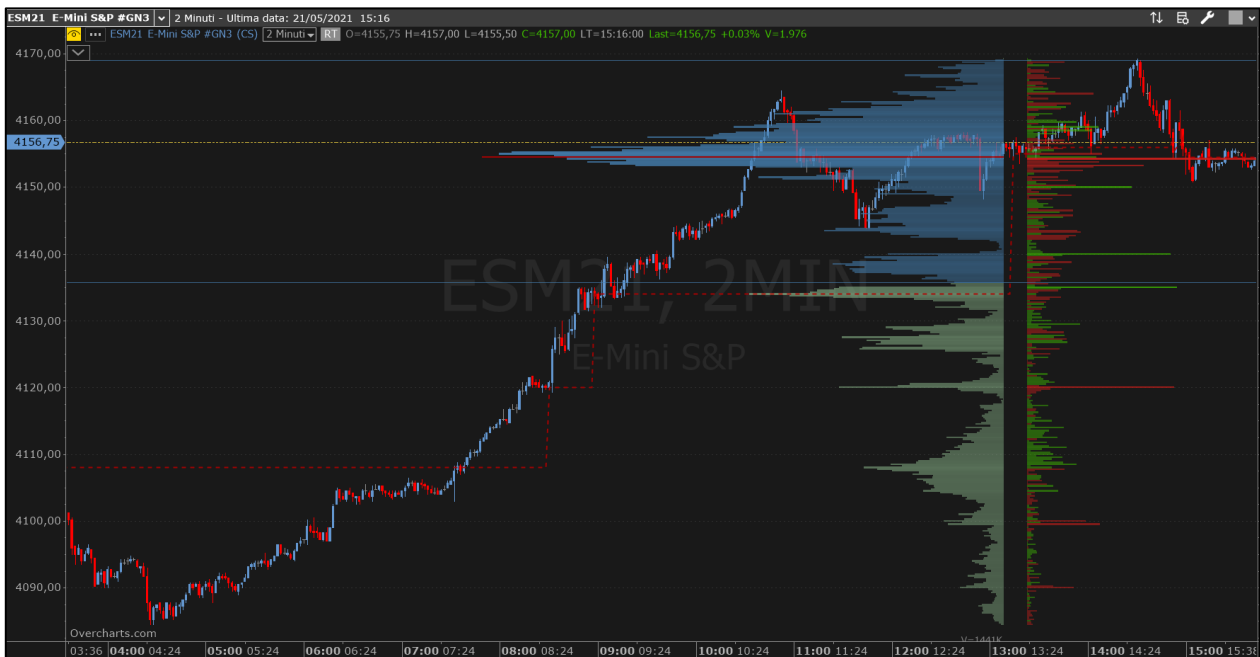 ESM21 E-Mini S&P #GN3 2 Minuti - Ultima data: 21/05/2021 15:16
ESM21 E-Mini S&P #GN3 (CS) 2 Minuti RT O=4155,75 H=4157,00 L=4155,50 C=4157,00 LT=15:16:00 Last=4156,75 +0.03% V=1.976
4170,00
4160,00
4156,75
4150,00
4140,00
ESM21, 2MIN
4130,00
E-Mini S&P
4120,00
4110,00
4100,00
4090,00
Overcharts.com
V=1441K
03:36 04:00 04:24 05:00 05:24 06:00 06:24 07:00 07:24 08:00 08:24 09:00 09:24 10:00 10:24 11:00 11:24 12:00 12:24 13:00 13:24 14:00 14:24 15:00 15:30